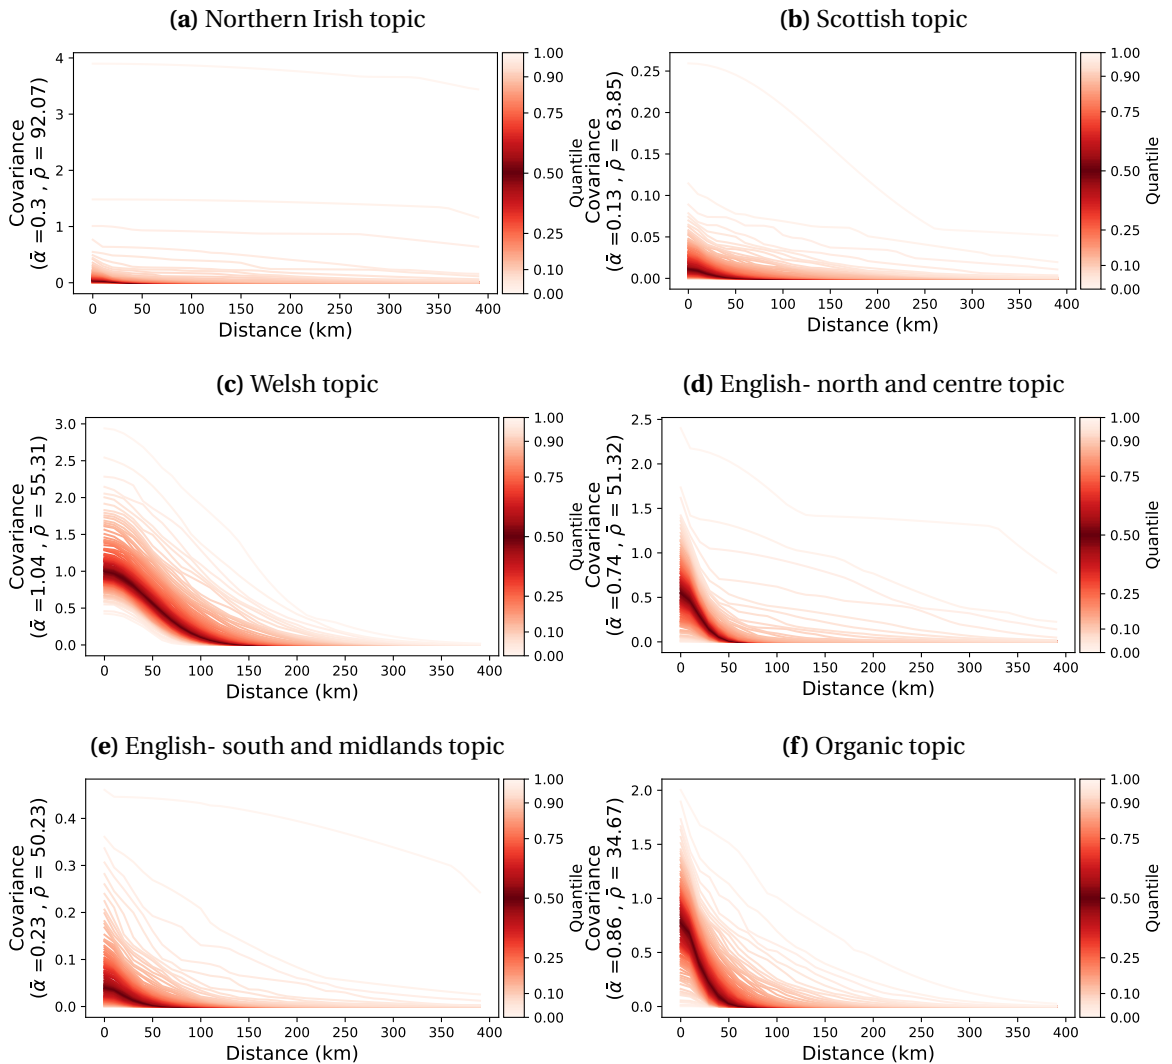 (a) Northern Irish topic
4
3
2
1
0
0 50 100 150 200 250 300 350 400
Distance (km)
Covariance
(ᾱ =0.3 , ρ̄ = 92.07)
1.00
0.90
0.75
0.50
0.25
0.10
0.00
Quantile
(b) Scottish topic
0.25
0.20
0.15
0.10
0.05
0.00
0 50 100 150 200 250 300 350 400
Distance (km)
Covariance
(ᾱ =0.13 , ρ̄ = 63.85)
1.00
0.90
0.75
0.50
0.25
0.10
0.00
Quantile
(c) Welsh topic
3.0
2.5
2.0
1.5
1.0
0.5
0.0
0 50 100 150 200 250 300 350 400
Distance (km)
Covariance
(ᾱ =1.04 , ρ̄ = 55.31)
1.00
0.90
0.75
0.50
0.25
0.10
0.00
Quantile
(d) English- north and centre topic
2.5
2.0
1.5
1.0
0.5
0.0
0 50 100 150 200 250 300 350 400
Distance (km)
Covariance
(ᾱ =0.74 , ρ̄ = 51.32)
1.00
0.90
0.75
0.50
0.25
0.10
0.00
Quantile
(e) English- south and midlands topic
0.4
0.3
0.2
0.1
0.0
0 50 100 150 200 250 300 350 400
Distance (km)
Covariance
(ᾱ =0.23 , ρ̄ = 50.23)
1.00
0.90
0.75
0.50
0.25
0.10
0.00
Quantile
(f) Organic topic
2.0
1.5
1.0
0.5
0.0
0 50 100 150 200 250 300 350 400
Distance (km)
Covariance
(ᾱ =0.86 , ρ̄ = 34.67)
1.00
0.90
0.75
0.50
0.25
0.10
0.00
Quantile